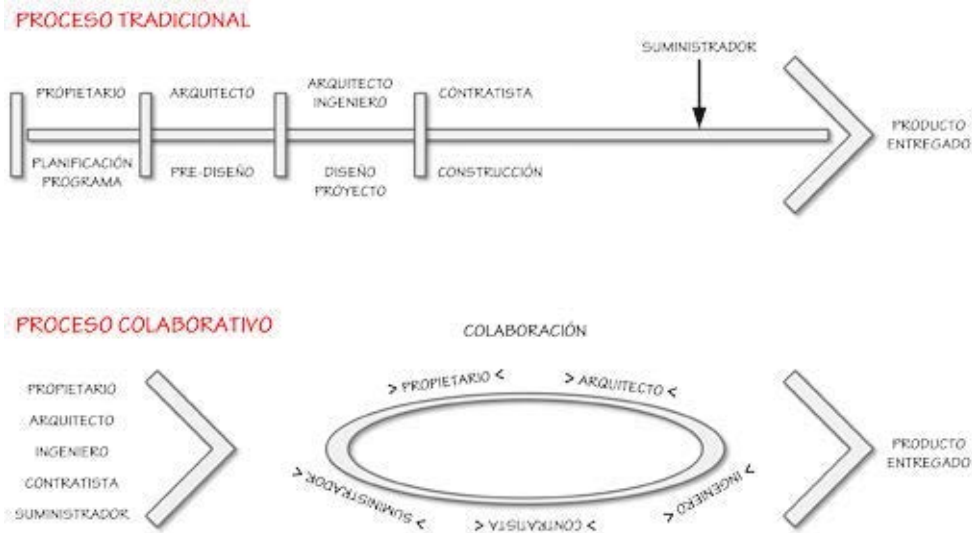 PROCESO TRADICIONAL
SUMINISTRADOR
PROPIETARIO
ARQUITECTO
ARQUITECTO
INGENIERO
CONTRATISTA
PRODUCTO
ENTREGADO
PLANIFICACIÓN
PROGRAMA
PRE-DISEÑO
DISEÑO
PROYECTO
CONSTRUCCIÓN
PROCESO COLABORATIVO
COLABORACIÓN
PROPIETARIO
ARQUITECTO
INGENIERO
CONTRATISTA
SUMINISTRADOR
> PROPIETARIO <
> ARQUITECTO <
> INGENIERO <
> CONTRATISTA <
> SUMINISTRADOR <
PRODUCTO
ENTREGADO